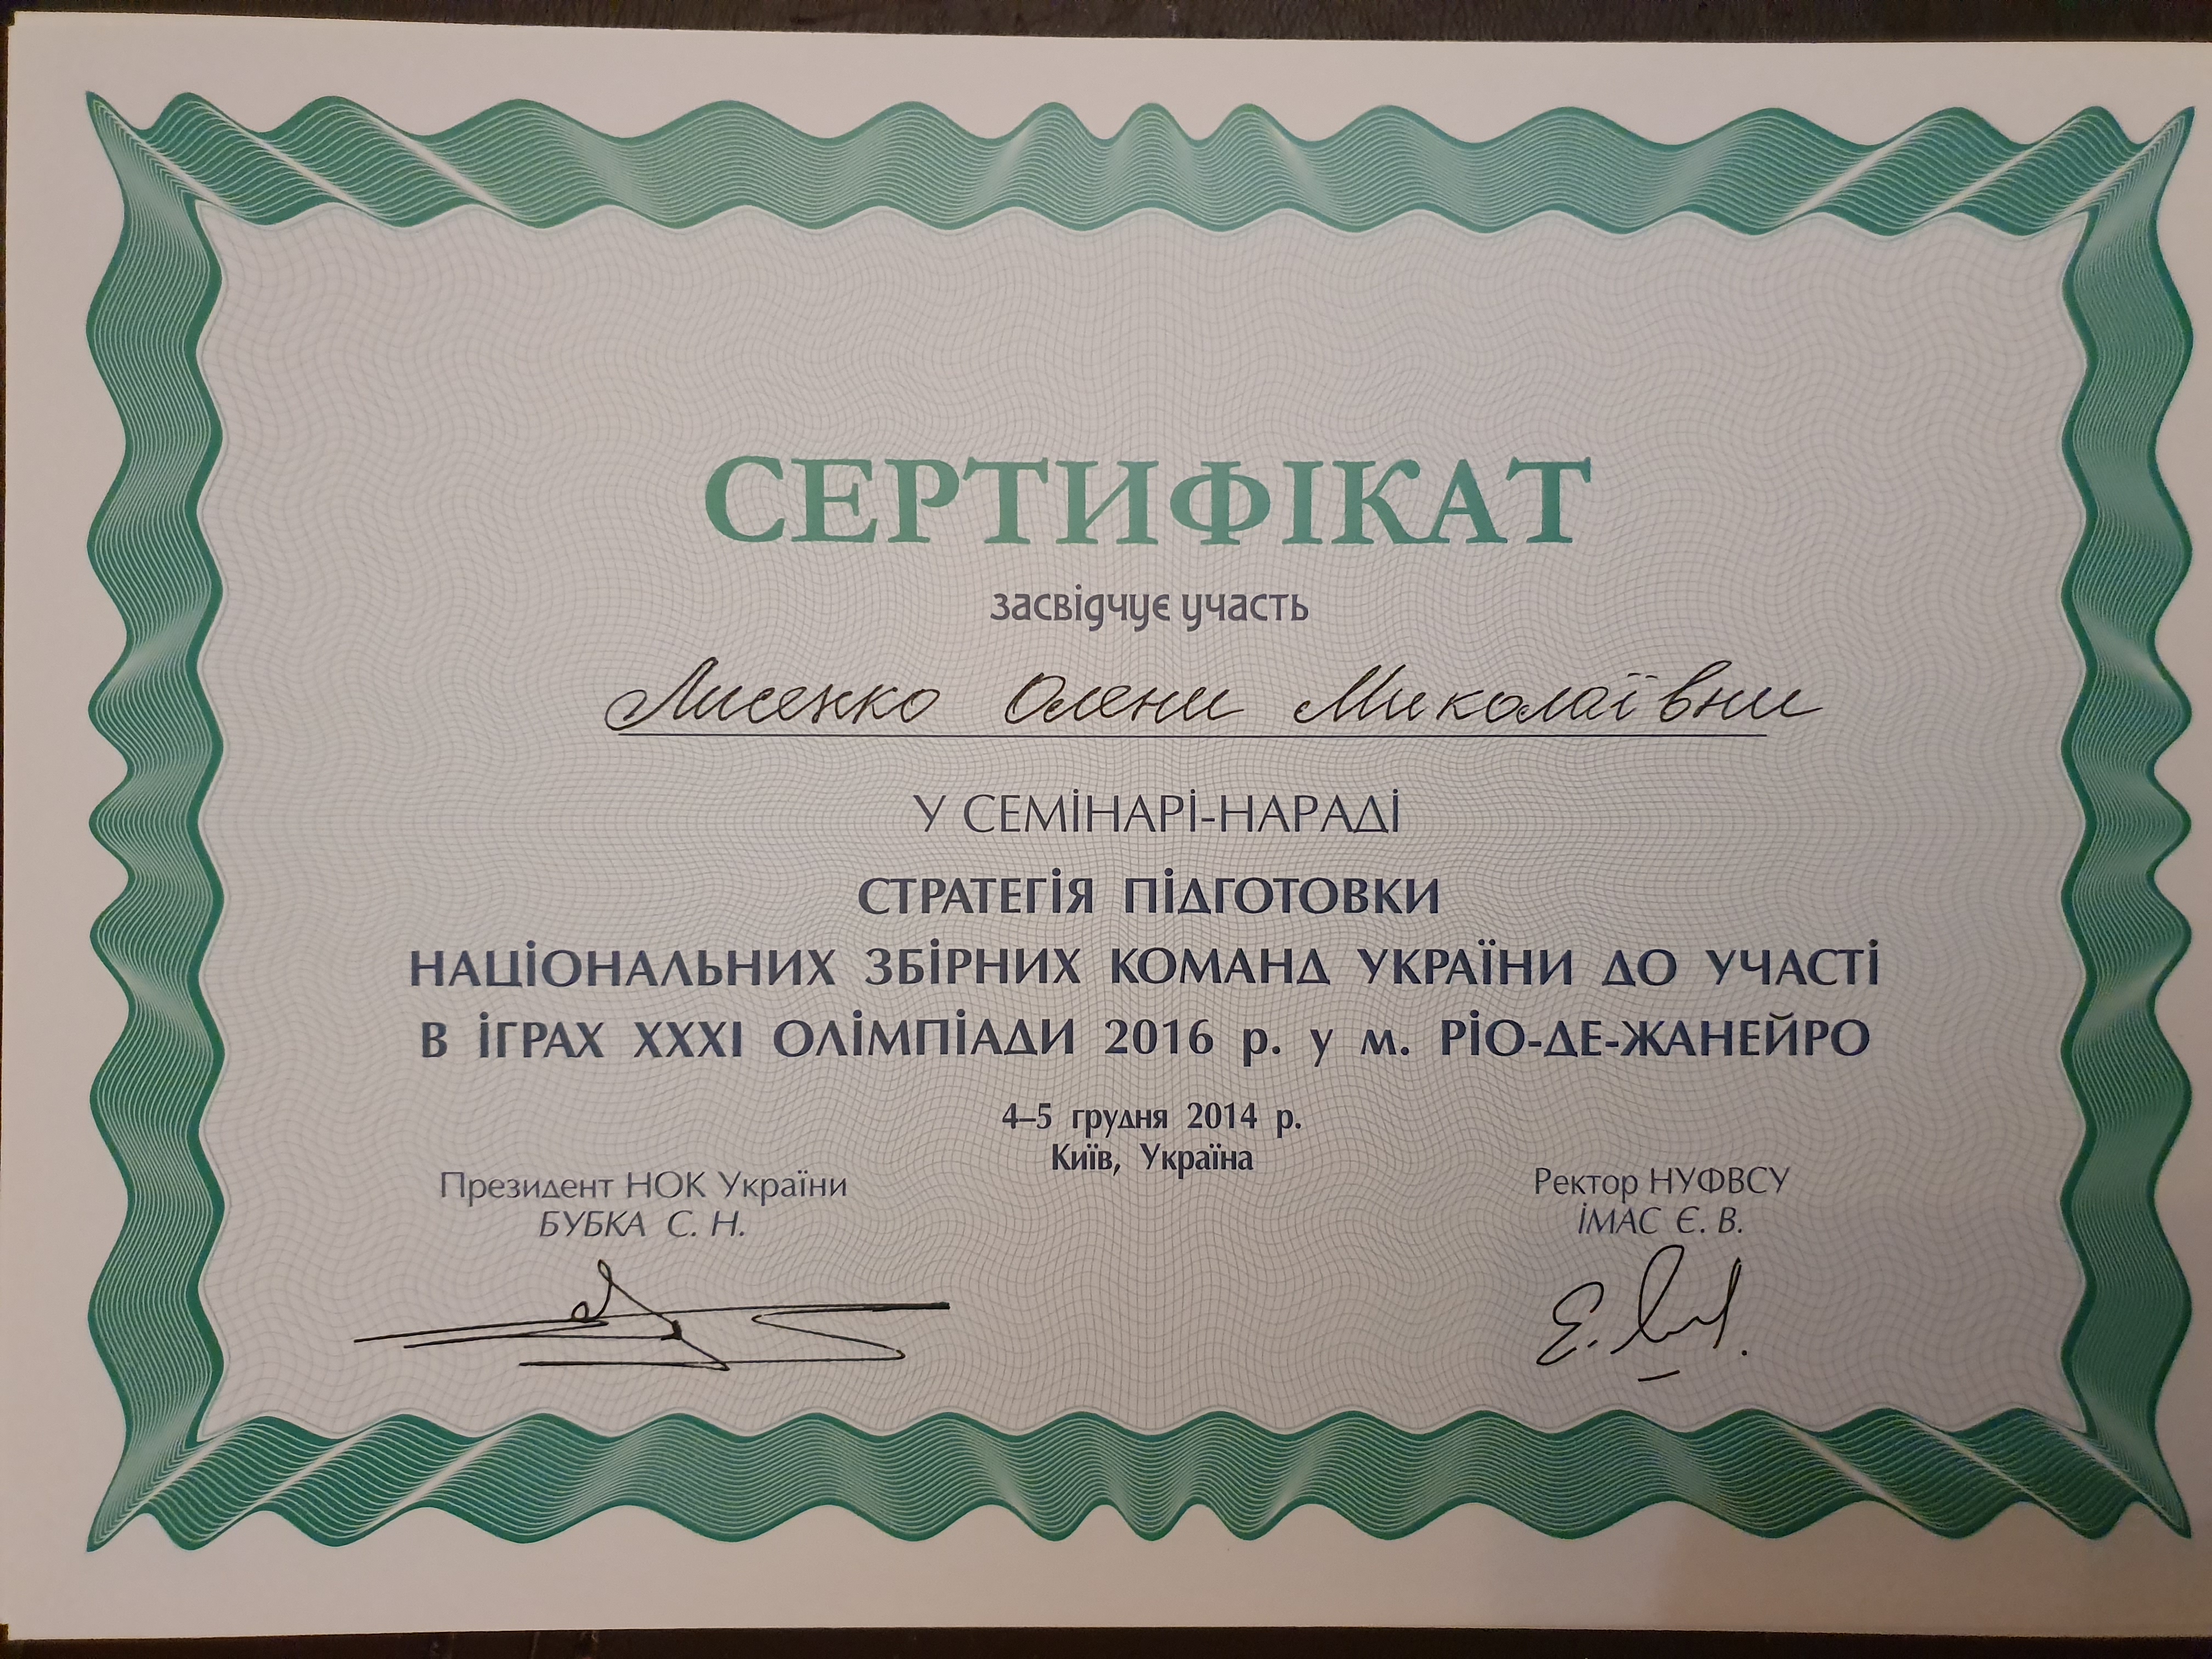 СЕРТИФІКАТ
засвідчує участь
Лисенко Олени Миколаївни
У СЕМІНАРІ-НАРАДІ
СТРАТЕГІЯ ПІДГОТОВКИ
НАЦІОНАЛЬНИХ ЗБІРНИХ КОМАНД УКРАЇНИ ДО УЧАСТІ
В ІГРАХ XXXI ОЛІМПІАДИ 2016 р. у м. РІО-ДЕ-ЖАНЕЙРО
4–5 грудня 2014 р.
Київ, Україна
Президент НОК України
БУБКА С. Н.
Ректор НУФВСУ
ІМАС Є. В.